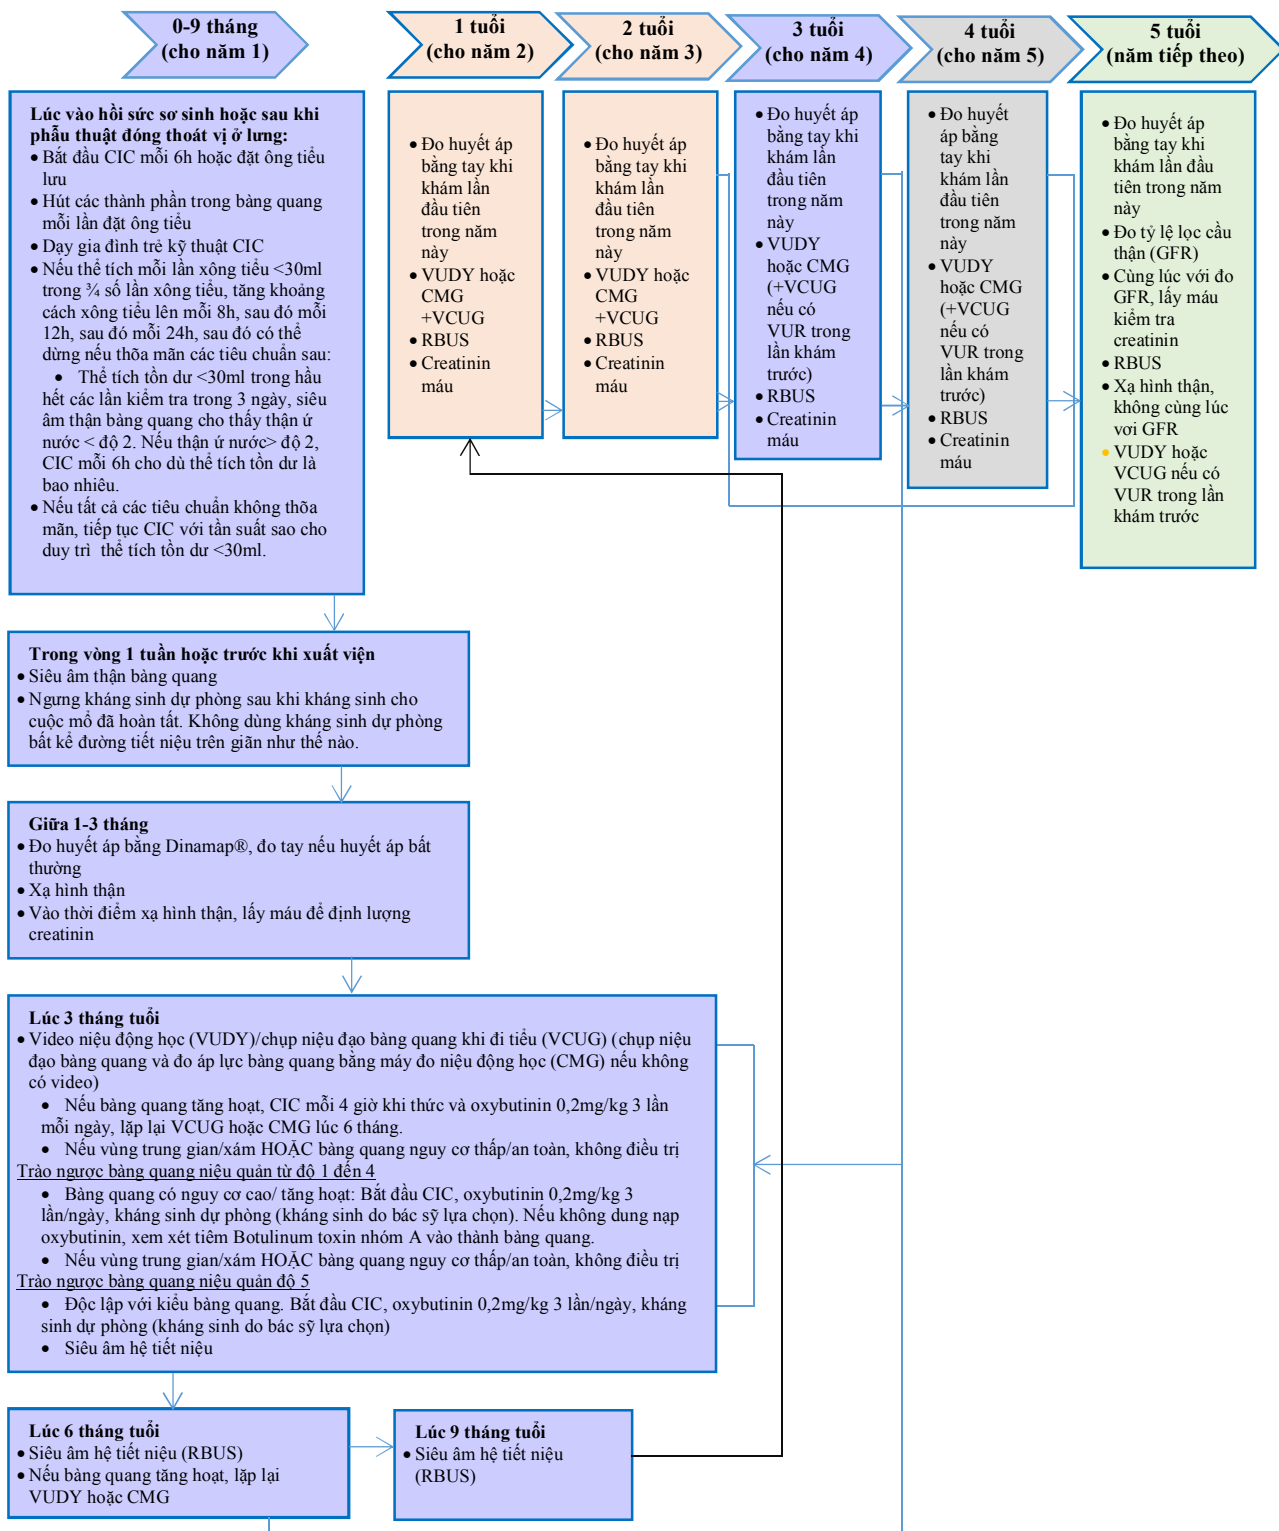 0-9 tháng
(cho năm 1)
1 tuổi
(cho năm 2)
2 tuổi
(cho năm 3)
3 tuổi
(cho năm 4)
4 tuổi
(cho năm 5)
5 tuổi
(năm tiếp theo)
Lúc vào hồi sức sơ sinh hoặc sau khi
phẫu thuật đóng thoát vị ở lưng:
• Bắt đầu CIC mỗi 6h hoặc đặt ông tiểu
lưu
• Hút các thành phần trong bàng quang
mỗi lần đặt ông tiểu
• Dạy gia đình trẻ kỹ thuật CIC
• Nếu thể tích mỗi lần xông tiểu <30ml
trong ¾ số lần xông tiểu, tăng khoảng
cách xông tiểu lên mỗi 8h, sau đó mỗi
12h, sau đó mỗi 24h, sau đó có thể
dừng nếu thõa mãn các tiêu chuẩn sau:
• Thể tích tồn dư <30ml trong hầu
hết các lần kiểm tra trong 3 ngày, siêu
âm thận bàng quang cho thấy thận ứ
nước < độ 2. Nếu thận ứ nước> độ 2,
CIC mỗi 6h cho dù thể tích tồn dư là
bao nhiêu.
• Nếu tất cả các tiêu chuẩn không thõa
mãn, tiếp tục CIC với tần suất sao cho
duy trì thể tích tồn dư <30ml.
• Đo huyết áp
bằng tay khi
khám lần
đầu tiên
trong năm
này
• VUDY hoặc
CMG
+VCUG
• RBUS
• Creatinin
máu
• Đo huyết áp
bằng tay khi
khám lần
đầu tiên
trong năm
này
• VUDY hoặc
CMG
+VCUG
• RBUS
• Creatinin
máu
• Đo huyết áp
bằng tay khi
khám lần
đầu tiên
trong năm
này
• VUDY
hoặc CMG
(+VCUG
nếu có
VUR trong
lần khám
trước)
• RBUS
• Creatinin
máu
• Đo huyết
áp bằng
tay khi
khám lần
đầu tiên
trong năm
này
• VUDY
hoặc CMG
(+VCUG
nếu có
VUR trong
lần khám
trước)
• RBUS
• Creatinin
máu
• Đo huyết áp
bằng tay khi
khám lần đầu
tiên trong năm
này
• Đo tỷ lệ lọc cầu
thận (GFR)
• Cùng lúc với đo
GFR, lấy máu
kiểm tra
creatinin
• RBUS
• Xạ hình thận,
không cùng lúc
vơi GFR
• VUDY hoặc
VCUG nếu có
VUR trong lần
khám trước
Trong vòng 1 tuần hoặc trước khi xuất viện
• Siêu âm thận bàng quang
• Ngưng kháng sinh dự phòng sau khi kháng sinh cho
cuộc mổ đã hoàn tất. Không dùng kháng sinh dự phòng
bất kể đường tiết niệu trên giãn như thế nào.
Giữa 1-3 tháng
• Đo huyết áp bằng Dinamap®, đo tay nếu huyết áp bất
thường
• Xạ hình thận
• Vào thời điểm xạ hình thận, lấy máu để định lượng
creatinin
Lúc 3 tháng tuổi
• Video niệu động học (VUDY)/chụp niệu đạo bàng quang khi đi tiểu (VCUG) (chụp niệu
đạo bàng quang và đo áp lực bàng quang bằng máy đo niệu động học (CMG) nếu không
có video)
• Nếu bàng quang tăng hoạt, CIC mỗi 4 giờ khi thức và oxybutinin 0,2mg/kg 3 lần
mỗi ngày, lặp lại VCUG hoặc CMG lúc 6 tháng.
• Nếu vùng trung gian/xám HOẶC bàng quang nguy cơ thấp/an toàn, không điều trị
Trào ngược bàng quang niệu quản từ độ 1 đến 4
• Bàng quang có nguy cơ cao/ tăng hoạt: Bắt đầu CIC, oxybutinin 0,2mg/kg 3
lần/ngày, kháng sinh dự phòng (kháng sinh do bác sỹ lựa chọn). Nếu không dung nạp
oxybutinin, xem xét tiêm Botulinum toxin nhóm A vào thành bàng quang.
• Nếu vùng trung gian/xám HOẶC bàng quang nguy cơ thấp/an toàn, không điều trị
Trào ngược bàng quang niệu quản độ 5
• Độc lập với kiểu bàng quang. Bắt đầu CIC, oxybutinin 0,2mg/kg 3 lần/ngày, kháng
sinh dự phòng (kháng sinh do bác sỹ lựa chọn)
• Siêu âm hệ tiết niệu
Lúc 6 tháng tuổi
• Siêu âm hệ tiết niệu (RBUS)
• Nếu bàng quang tăng hoạt, lặp lại
VUDY hoặc CMG
Lúc 9 tháng tuổi
• Siêu âm hệ tiết niệu
(RBUS)